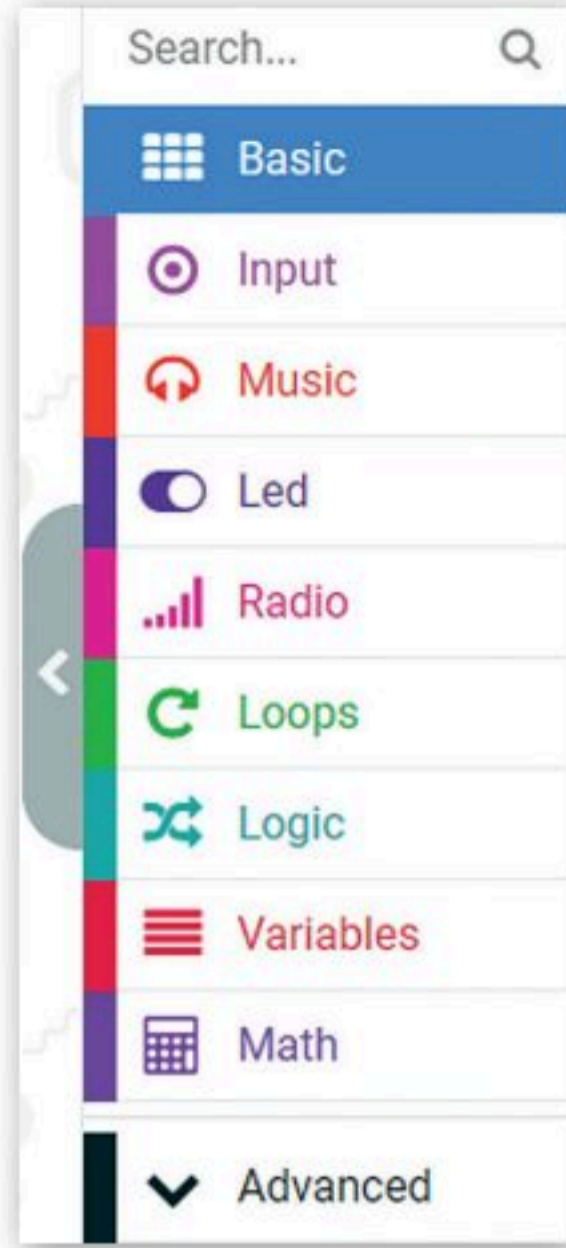 Search...
Basic
Input
Music
Led
Radio
Loops
Logic
Variables
Math
Advanced